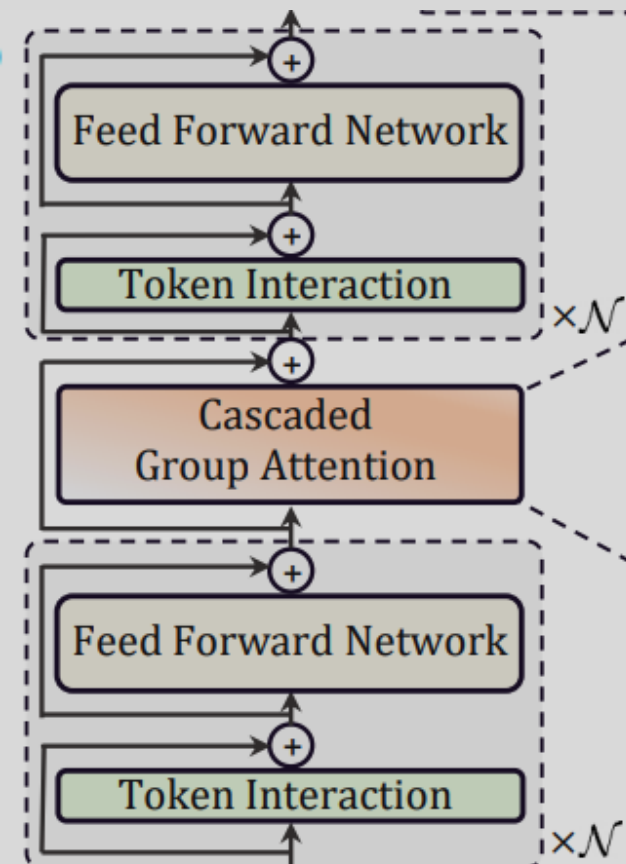 +
Feed Forward Network
+
Token Interaction
×𝒩
+
Cascaded
Group Attention
+
Feed Forward Network
+
Token Interaction
×𝒩